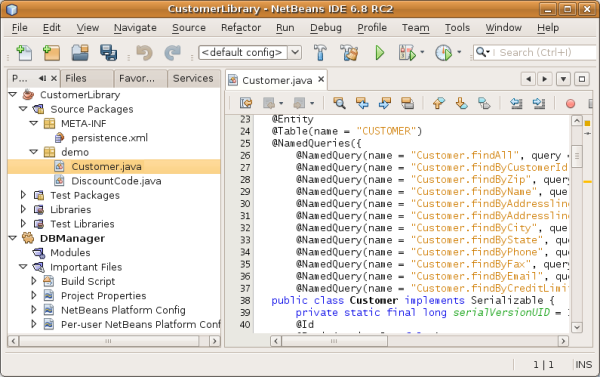 CustomerLibrary - NetBeans IDE 6.8 RC2
File Edit View Navigate Source Refactor Run Debug Profile Team Tools Window Help
<default config> Search (Ctrl+I)
P... Files Favor... Services
Customer.java
CustomerLibrary
Source Packages
META-INF
persistence.xml
demo
Customer.java
DiscountCode.java
Test Packages
Libraries
Test Libraries
DBManager
Modules
Important Files
Build Script
Project Properties
NetBeans Platform Config
Per-user NetBeans Platform Conf
23 @Entity
24 @Table(name = "CUSTOMER")
25 @NamedQueries({
26 @NamedQuery(name = "Customer.findAll", query
27 @NamedQuery(name = "Customer.findByCustomerId
28 @NamedQuery(name = "Customer.findByZip", query
29 @NamedQuery(name = "Customer.findByName", que
30 @NamedQuery(name = "Customer.findByAddresslin
31 @NamedQuery(name = "Customer.findByAddresslin
32 @NamedQuery(name = "Customer.findByCity", que
33 @NamedQuery(name = "Customer.findByState", qu
34 @NamedQuery(name = "Customer.findByPhone", qu
35 @NamedQuery(name = "Customer.findByFax", query
36 @NamedQuery(name = "Customer.findByEmail", qu
37 @NamedQuery(name = "Customer.findByCreditLimi
38 public class Customer implements Serializable {
39 private static final long serialVersionUID =
40 @Id
1 | 1 INS